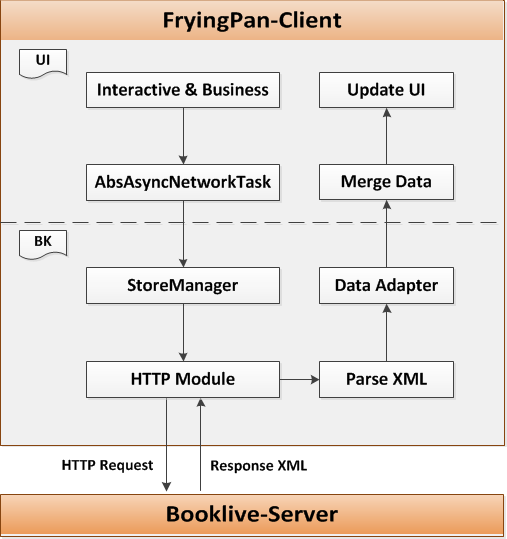 FryingPan-Client
UI
Interactive & Business
Update UI
AbsAsyncNetworkTask
Merge Data
BK
StoreManager
Data Adapter
HTTP Module
Parse XML
HTTP Request
Response XML
Booklive-Server